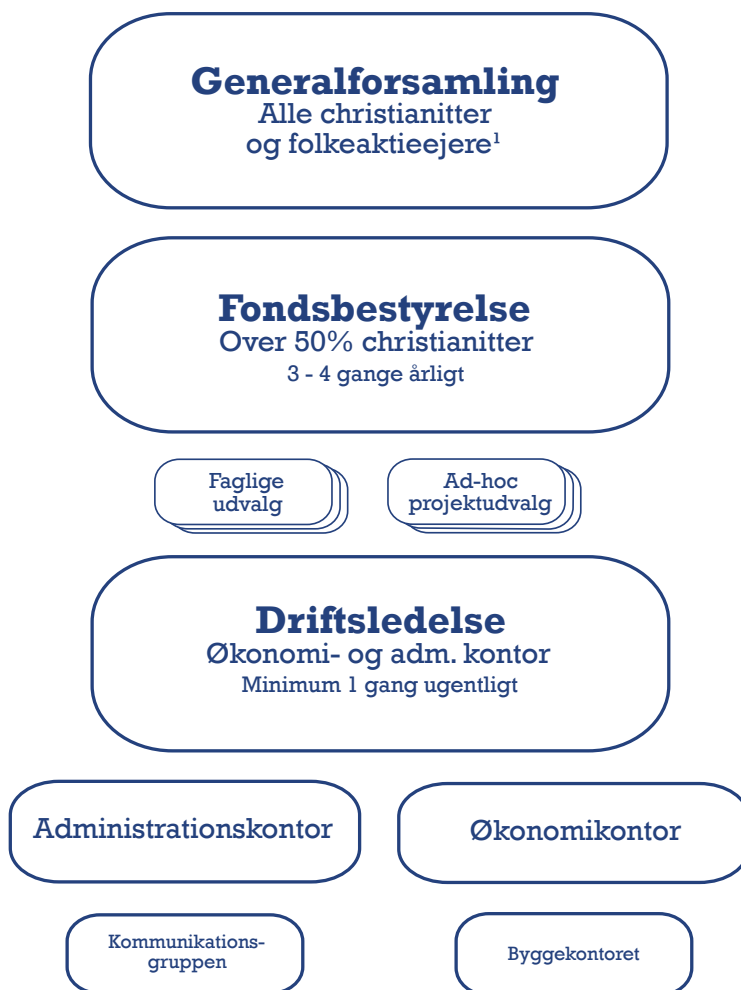 Generalforsamling
Alle christianitter
og folkeaktieejere¹
Fondsbestyrelse
Over 50% christianitter
3 - 4 gange årligt
Faglige
udvalg
Ad-hoc
projektudvalg
Driftsledelse
Økonomi- og adm. kontor
Minimum 1 gang ugentligt
Administrationskontor
Økonomikontor
Kommunikations-
gruppen
Byggekontoret